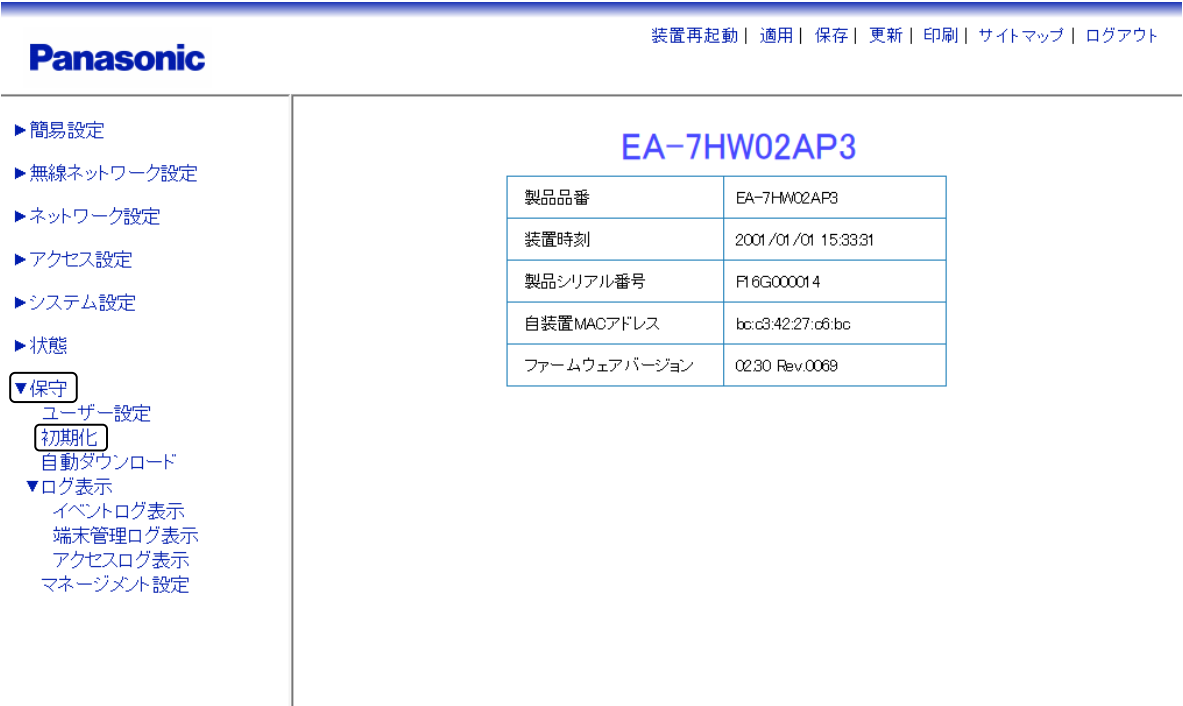 装置再起動 | 適用 | 保存 | 更新 | 印刷 | サイトマップ | ログアウト
Panasonic
▶簡易設定
▶無線ネットワーク設定
▶ネットワーク設定
▶アクセス設定
▶システム設定
▶状態
▼保守
ユーザー設定
初期化
自動ダウンロード
▼ログ表示
イベントログ表示
端末管理ログ表示
アクセスログ表示
マネージメント設定
EA-7HW02AP3
製品品番 EA-7HW02AP3
装置時刻 2001/01/01 15:33:31
製品シリアル番号 F16G000014
自装置MACアドレス bc:c3:42:27:c6:bc
ファームウェアバージョン 02.30 Rev.0069